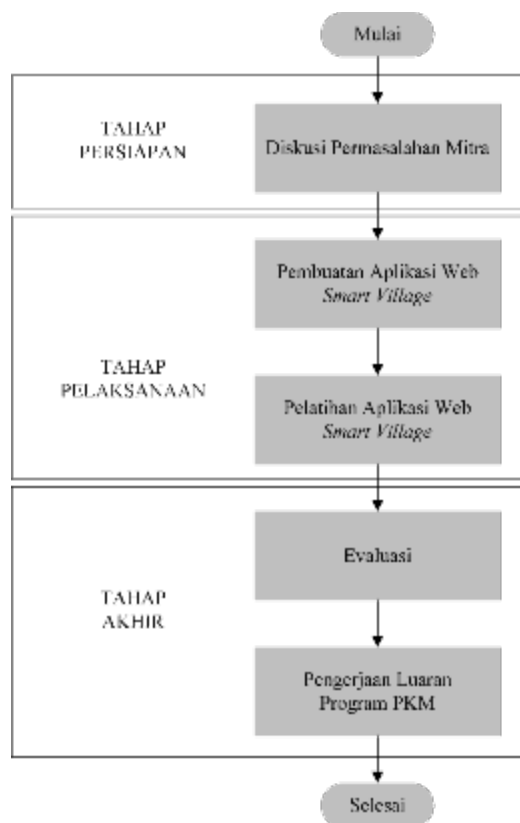 Mulai
TAHAP
PERSIAPAN
Diskusi Permasalahan Mitra
Pembuatan Aplikasi Web
Smart Village
TAHAP
PELAKSANAAN
Pelatihan Aplikasi Web
Smart Village
Evaluasi
TAHAP
AKHIR
Pengerjaan Luaran
Program PKM
Selesai